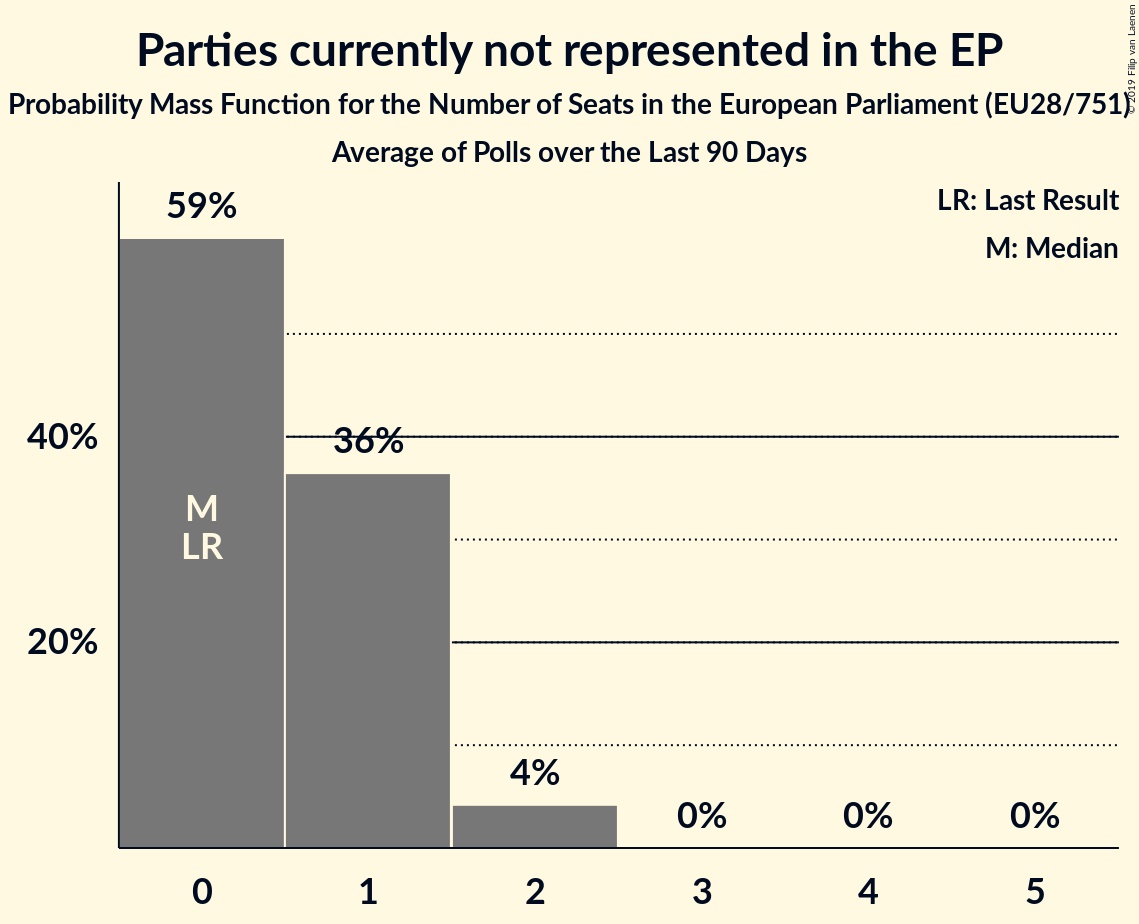 Parties currently not represented in the EP
Probability Mass Function for the Number of Seats in the European Parliament (EU28/751)
Average of Polls over the Last 90 Days
© 2019 Filip van Laenen
LR: Last Result
M: Median
59%
40%
36%
M
LR
20%
4%
0%
0%
0%
0
1
2
3
4
5